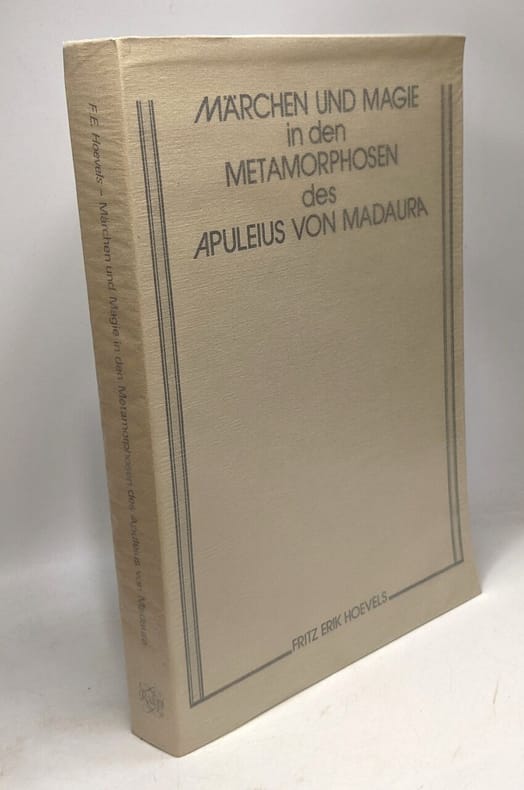 MÄRCHEN UND MAGIE
in den
METAMORPHOSEN
des
APULEIUS VON MADAURA
FRITZ ERIK HOEVELS
F.E. Hoevels – Märchen und Magie in den Metamorphosen des Apuleius von Madaura